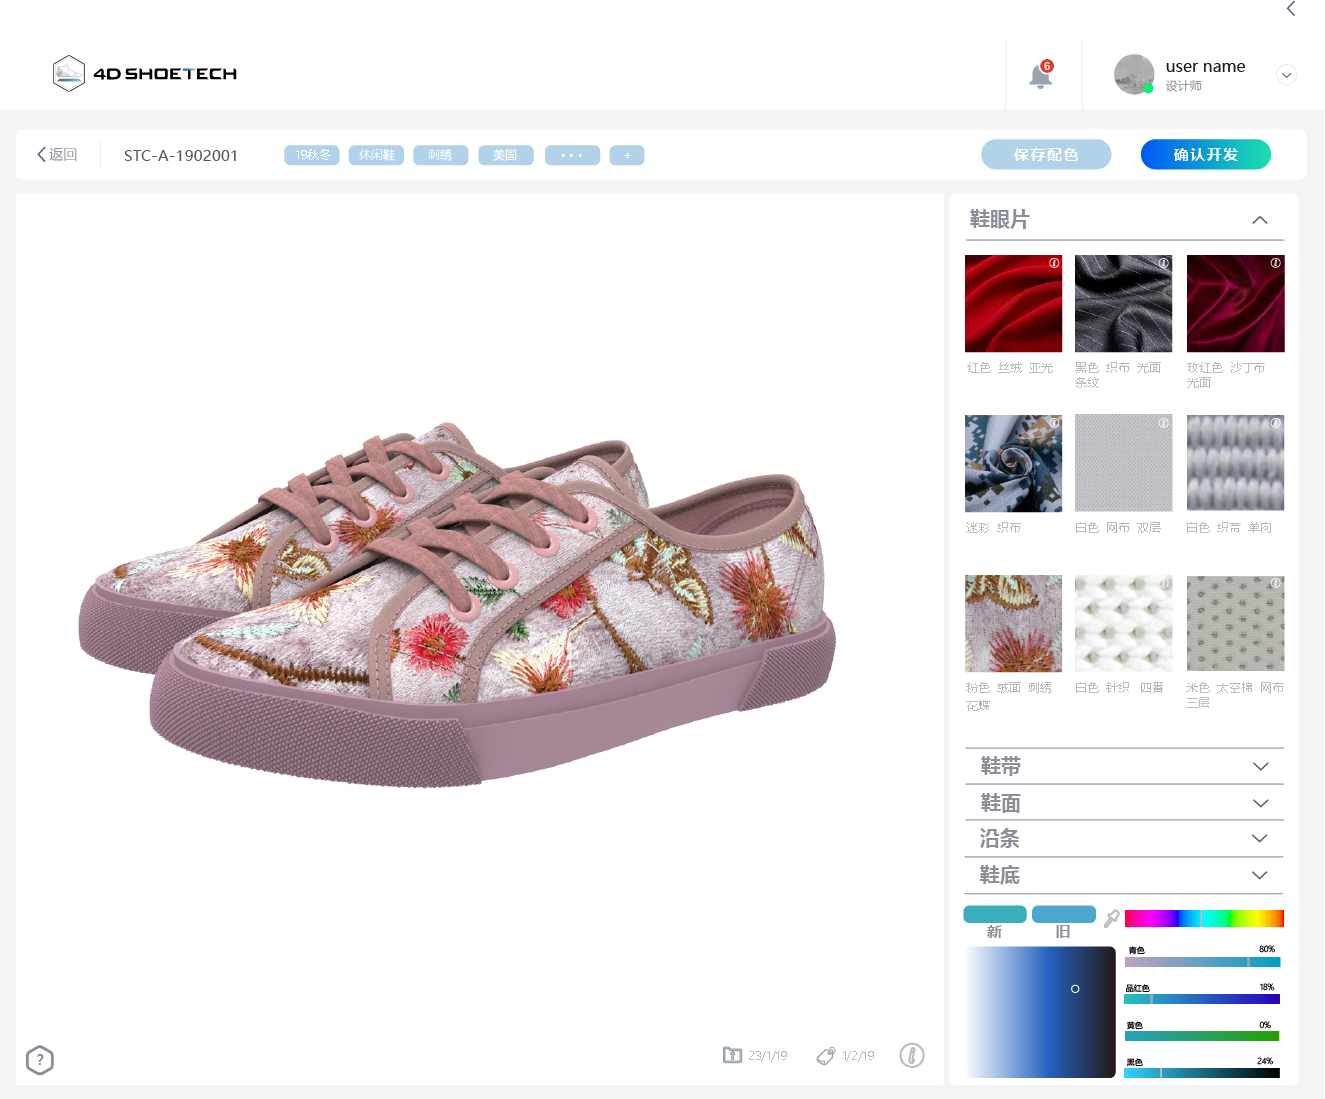 4D SHOETECH
6
user name
设计师
返回
STC-A-1902001
19秋冬
休闲鞋
刺绣
美国
•••
+
保存配色
确认开发
鞋眼片
红色 丝绒 亚光
黑色 织布 光面
条纹
玫红色 沙丁布
光面
迷彩 织布
白色 网布 双层
白色 织带 单向
粉色 绒面 刺绣
花蝶
白色 针织 四番
米色 太空棉 网布
三层
鞋带
鞋面
沿条
鞋底
新
旧
青色 80%
品红色 18%
黄色 0%
黑色 24%
?
23/1/19
1/2/19